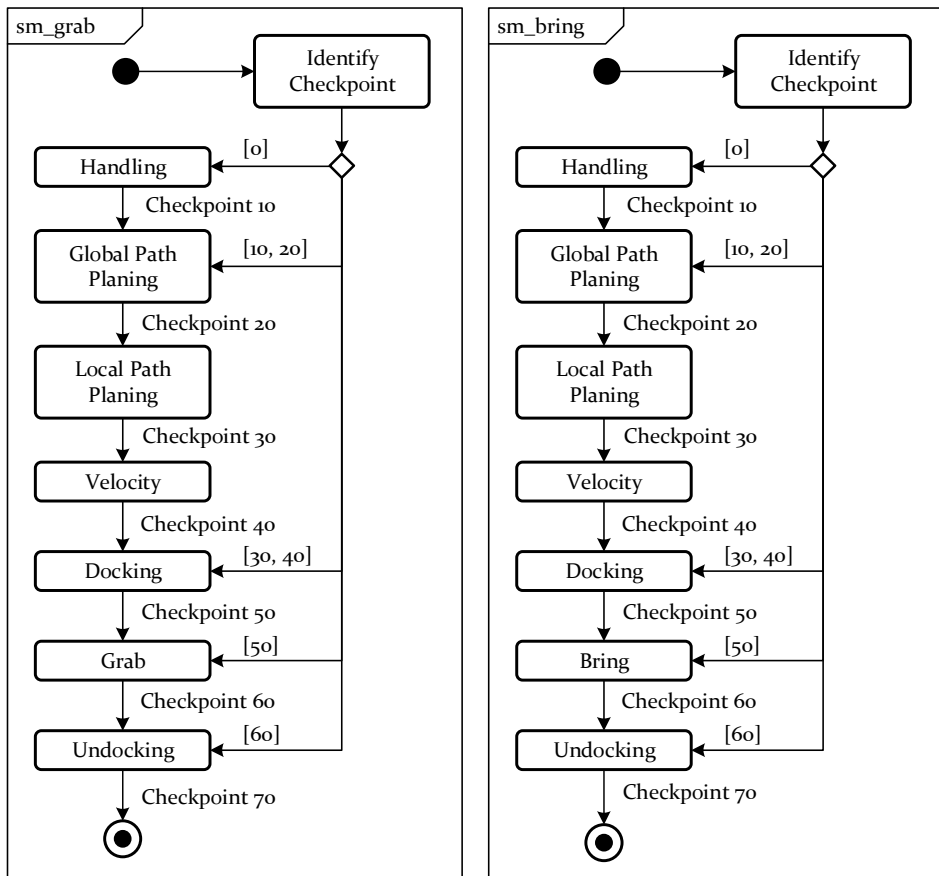 sm_grab
Identify
Checkpoint
[0]
Handling
Checkpoint 10
Global Path
Planing
[10, 20]
Checkpoint 20
Local Path
Planing
Checkpoint 30
Velocity
Checkpoint 40
Docking
[30, 40]
Checkpoint 50
Grab
[50]
Checkpoint 60
Undocking
[60]
Checkpoint 70
sm_bring
Identify
Checkpoint
[0]
Handling
Checkpoint 10
Global Path
Planing
[10, 20]
Checkpoint 20
Local Path
Planing
Checkpoint 30
Velocity
Checkpoint 40
Docking
[30, 40]
Checkpoint 50
Bring
[50]
Checkpoint 60
Undocking
[60]
Checkpoint 70